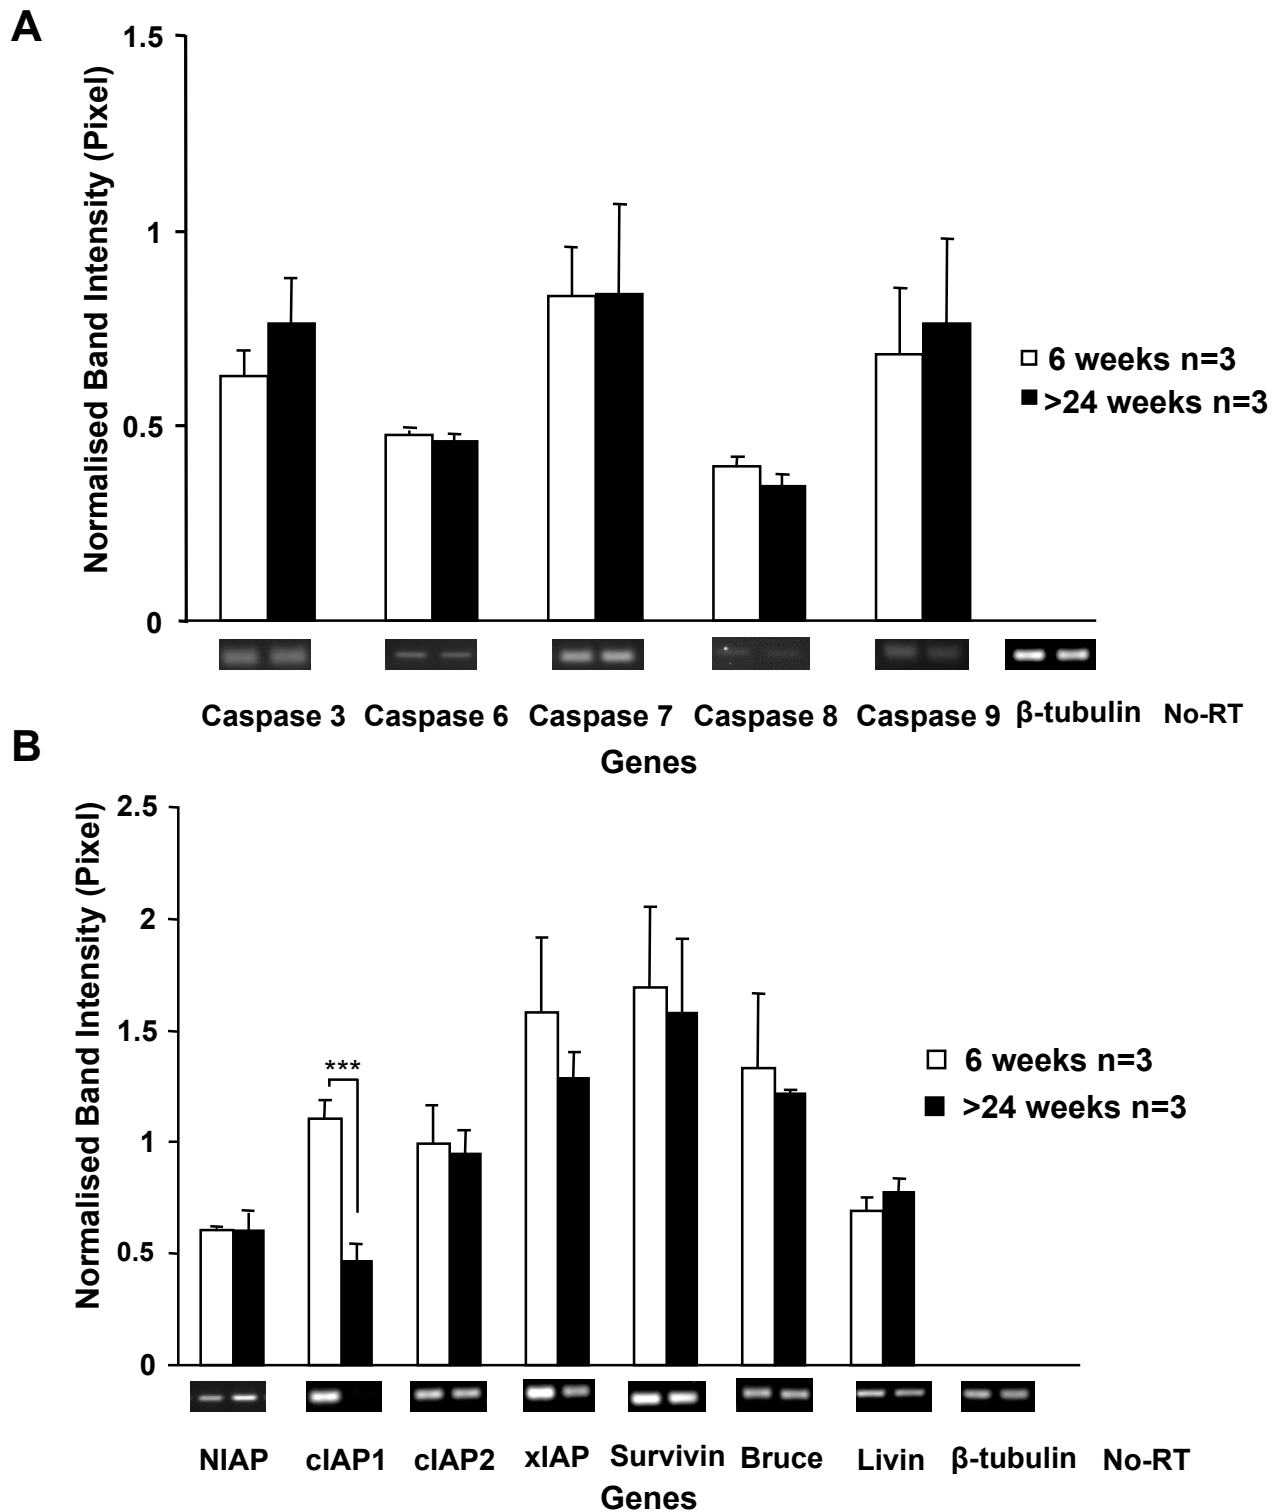 A
Normalised Band Intensity (Pixel)
1.5
1
0.5
0
6 weeks n=3
>24 weeks n=3
Caspase 3 Caspase 6 Caspase 7 Caspase 8 Caspase 9 β-tubulin No-RT
Genes
B
Normalised Band Intensity (Pixel)
2.5
2
1.5
1
0.5
0
***
6 weeks n=3
>24 weeks n=3
NIAP cIAP1 cIAP2 xIAP Survivin Bruce Livin β-tubulin No-RT
Genes